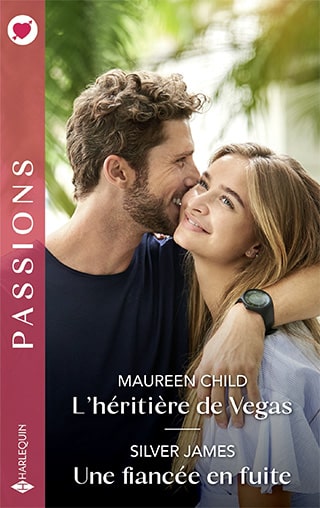 PASSIONS
HARLEQUIN
MAUREEN CHILD
L'héritière de Vegas
SILVER JAMES
Une fiancée en fuite